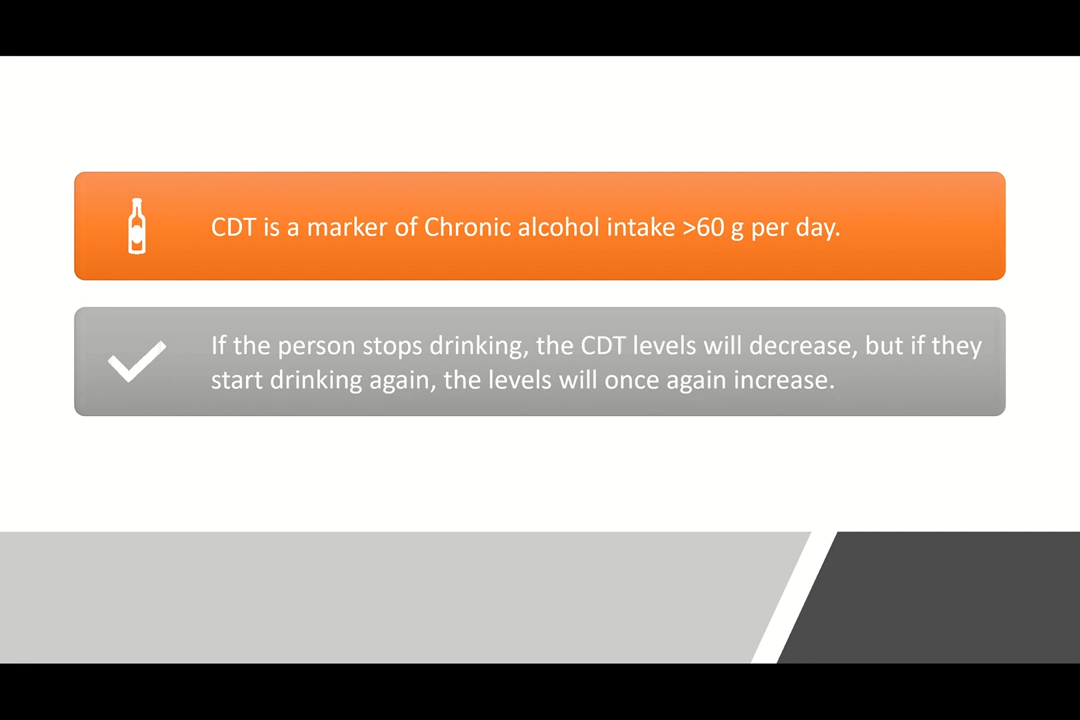 CDT is a marker of Chronic alcohol intake >60 g per day.
If the person stops drinking, the CDT levels will decrease, but if they
start drinking again, the levels will once again increase.